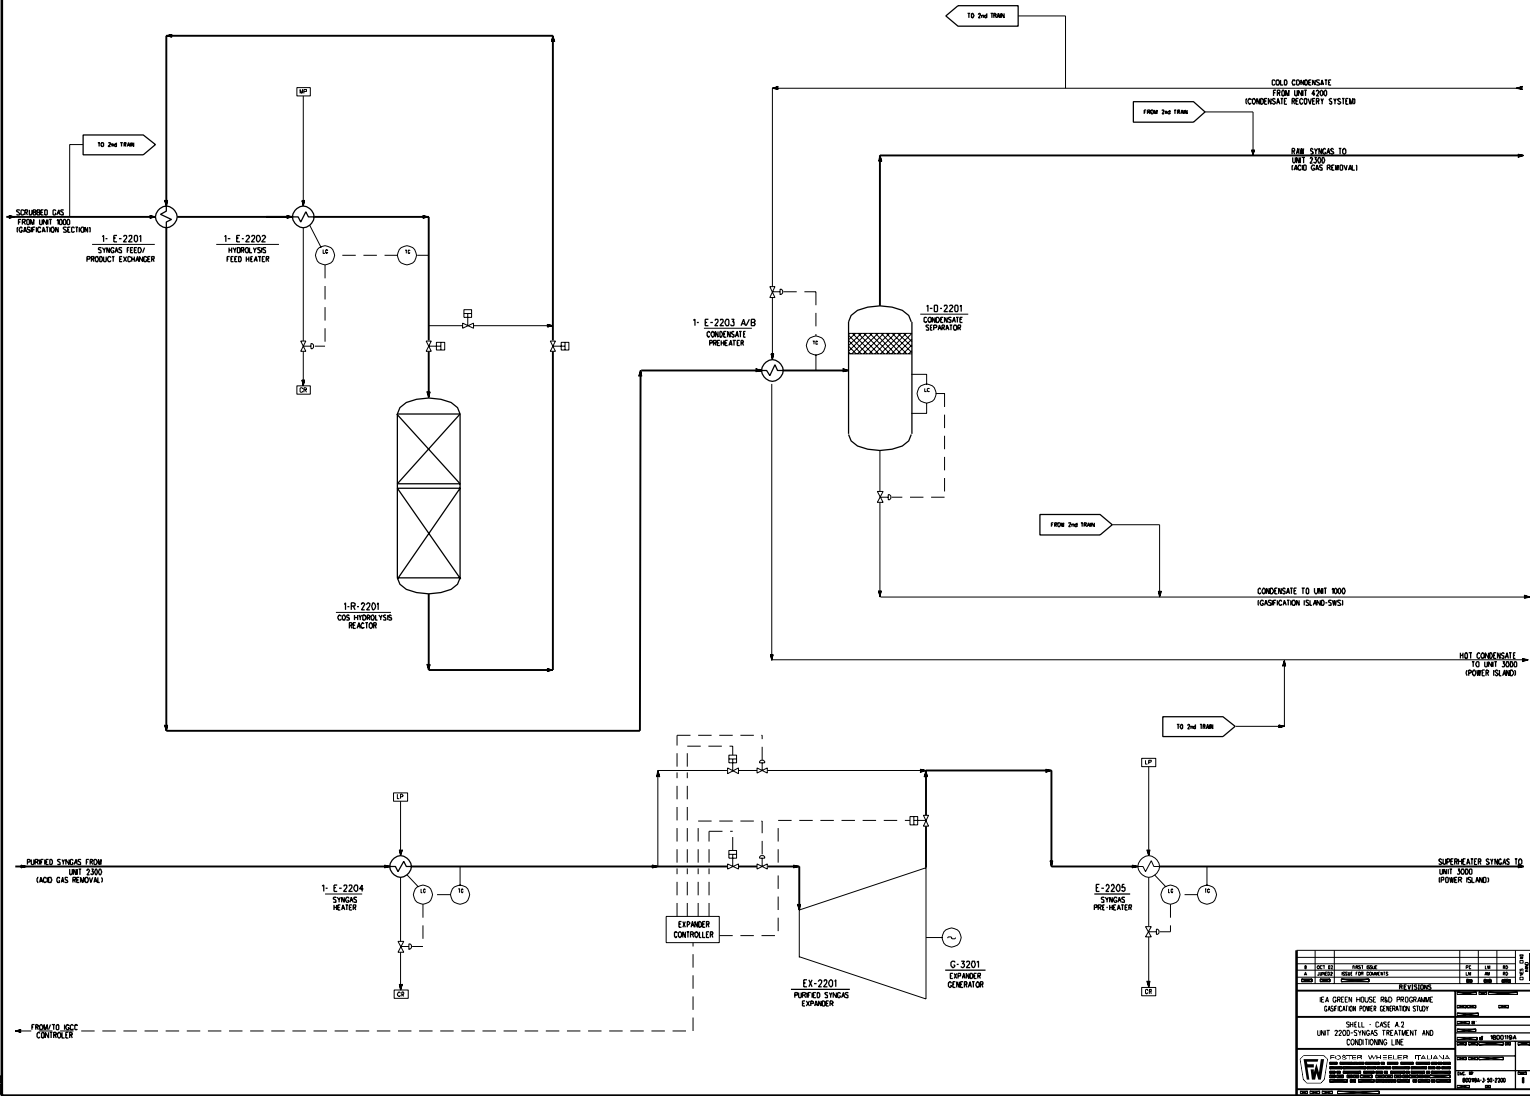 TO 2nd TRAIN
COLD CONDENSATE
FROM UNIT 4200
(CONDENSATE RECOVERY SYSTEM)
MP
FROM 2nd TRAIN
TO 2nd TRAIN
RAW SYNGAS TO
UNIT 2300
(ACID GAS REMOVAL)
SCRUBBED GAS
FROM UNIT 1000
(GASIFICATION SECTION)
1- E-2201
SYNGAS FEED/
PRODUCT EXCHANGER
1- E-2202
HYDROLYSIS
FEED HEATER
LC
TC
1- E-2203 A/B
CONDENSATE
PREHEATER
TC
1-D-2201
CONDENSATE
SEPARATOR
LC
CR
FROM 2nd TRAIN
1-R-2201
COS HYDROLYSIS
REACTOR
CONDENSATE TO UNIT 1000
(GASIFICATION ISLAND-SWS)
HOT CONDENSATE
TO UNIT 3000
(POWER ISLAND)
TO 2nd TRAIN
LP
LP
PURIFIED SYNGAS FROM
UNIT 2300
(ACID GAS REMOVAL)
1- E-2204
SYNGAS
HEATER
LC
TC
EXPANDER
CONTROLLER
E-2205
SYNGAS
PRE-HEATER
LC
TC
SUPERHEATER SYNGAS TO
UNIT 3000
(POWER ISLAND)
CR
EX-2201
PURIFIED SYNGAS
EXPANDER
G-3201
EXPANDER
GENERATOR
CR
FROM/TO IGCC
CONTROLER
B OCT 02 FIRST ISSUE
A ISSUE FOR COMMENTS
REVISIONS
IEA GREEN HOUSE R&D PROGRAMME
GASIFICATION POWER GENERATION STUDY
SHELL - CASE A.2
UNIT 2200-SYNGAS TREATMENT AND
CONDITIONING LINE
1BD0119A
FW
FOSTER WHEELER ITALIANA